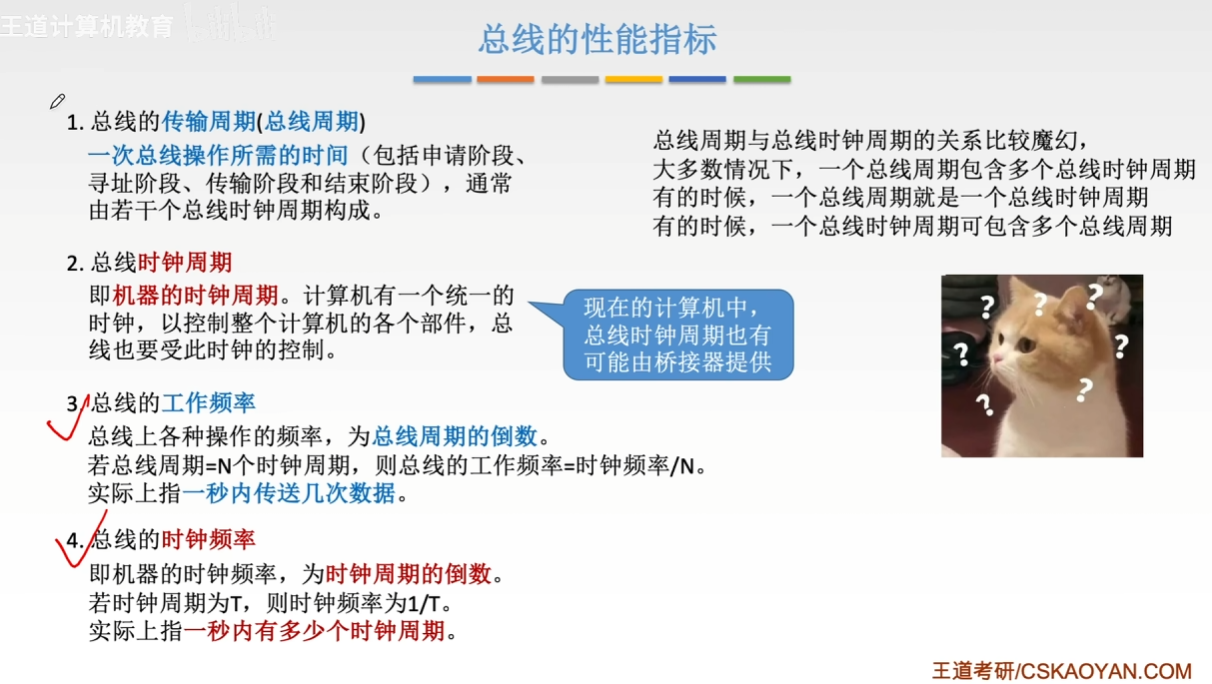 王道计算机教育
总线的性能指标
1. 总线的传输周期(总线周期)
一次总线操作所需的时间（包括申请阶段、
寻址阶段、传输阶段和结束阶段），通常
由若干个总线时钟周期构成。
总线周期与总线时钟周期的关系比较魔幻，
大多数情况下，一个总线周期包含多个总线时钟周期
有的时候，一个总线周期就是一个总线时钟周期
有的时候，一个总线时钟周期可包含多个总线周期
2. 总线时钟周期
即机器的时钟周期。计算机有一个统一的
时钟，以控制整个计算机的各个部件，总
线也要受此时钟的控制。
现在的计算机中，
总线时钟周期也有
可能由桥接器提供
? ? ? ? ? ? ?
3. 总线的工作频率
总线上各种操作的频率，为总线周期的倒数。
若总线周期=N个时钟周期，则总线的工作频率=时钟频率/N。
实际上指一秒内传送几次数据。
4. 总线的时钟频率
即机器的时钟频率，为时钟周期的倒数。
若时钟周期为T，则时钟频率为1/T。
实际上指一秒内有多少个时钟周期。
王道考研/CSKAOYAN.COM